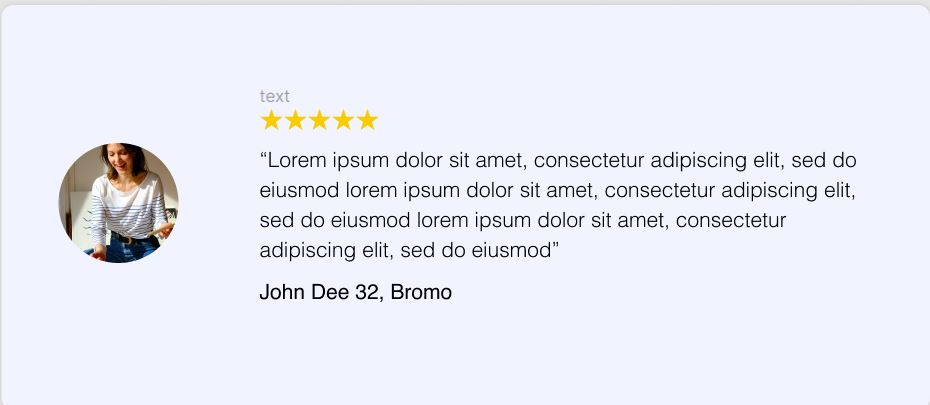 text
“Lorem ipsum dolor sit amet, consectetur adipiscing elit, sed do
eiusmod lorem ipsum dolor sit amet, consectetur adipiscing elit,
sed do eiusmod lorem ipsum dolor sit amet, consectetur
adipiscing elit, sed do eiusmod”
John Dee 32, Bromo